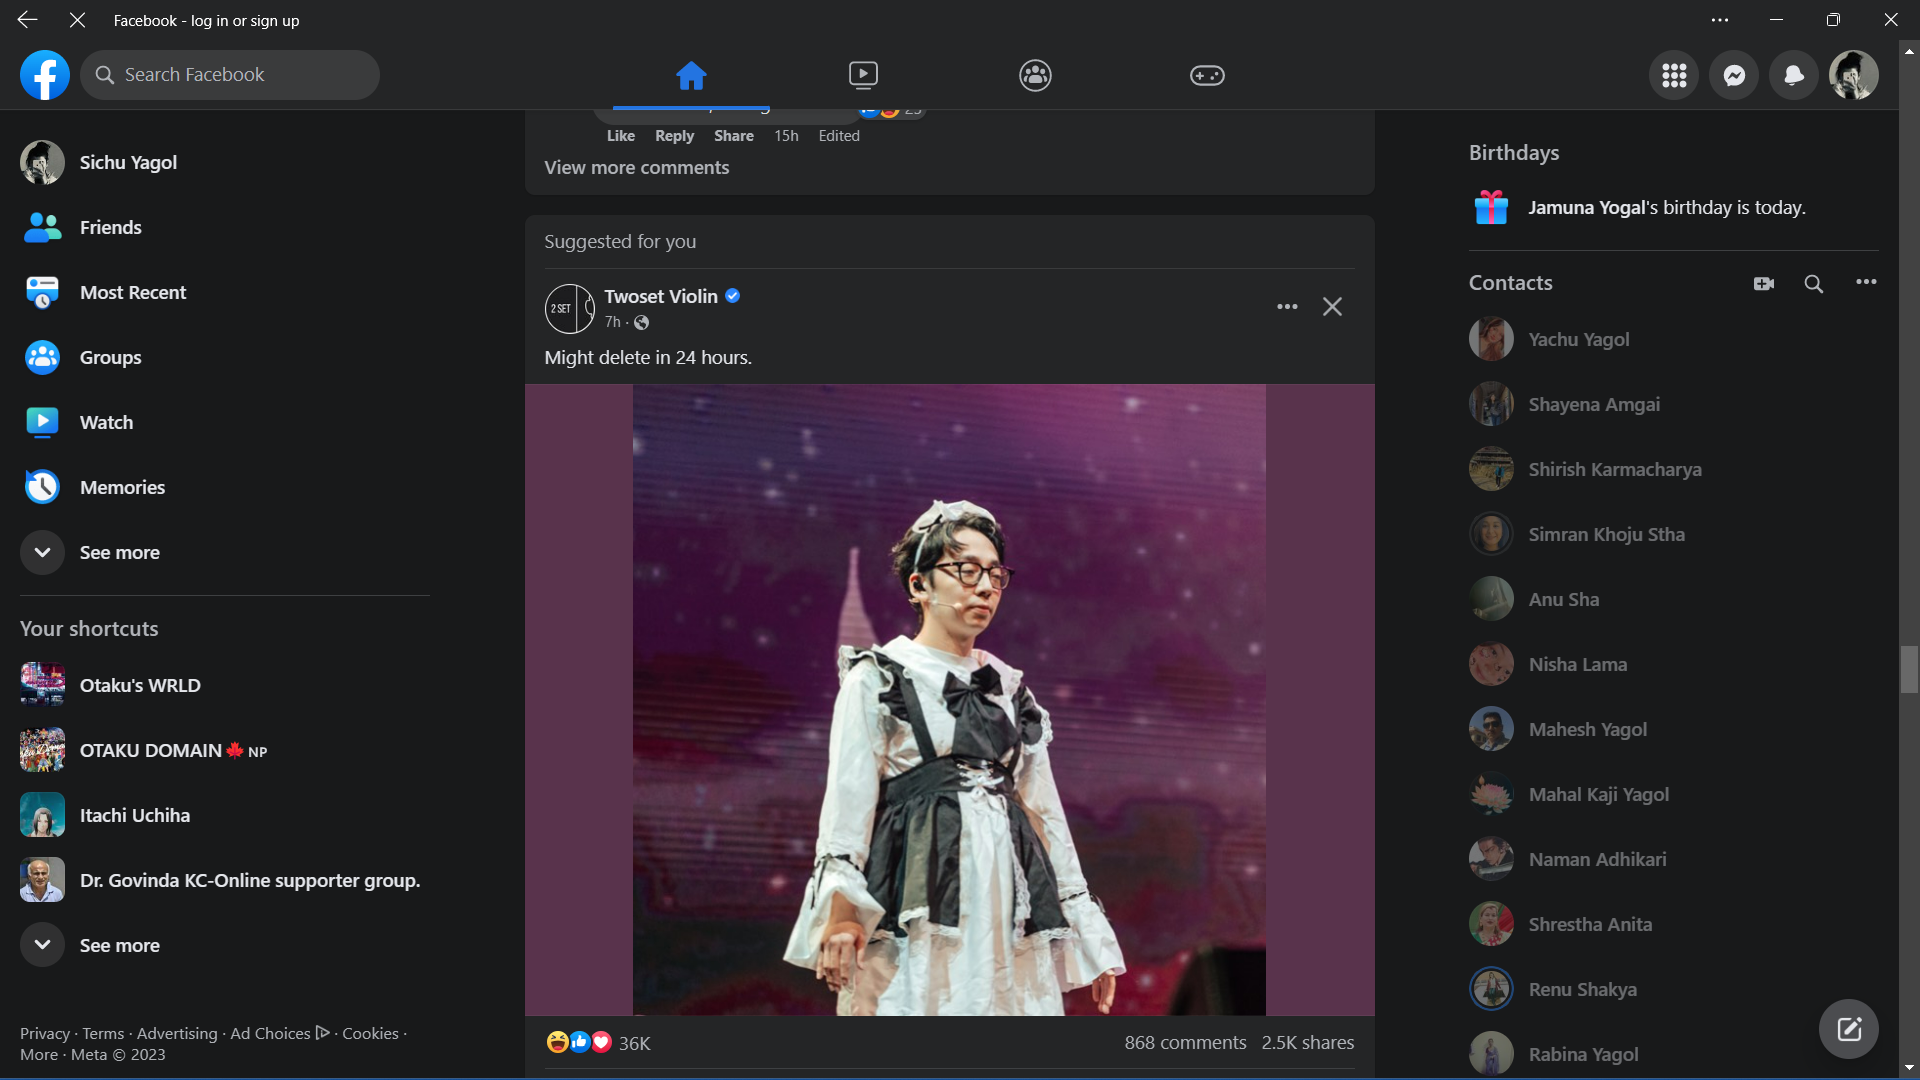 Facebook - log in or sign up
Search Facebook
Sichu Yagol
Friends
Most Recent
Groups
Watch
Memories
See more
Your shortcuts
Otaku's WRLD
OTAKU DOMAIN🍁 NP
Itachi Uchiha
Dr. Govinda KC-Online supporter group.
See more
Privacy · Terms · Advertising · Ad Choices · Cookies ·
More · Meta © 2023
Like Reply Share 15h Edited
View more comments
Suggested for you
2 SET
Twoset Violin
7h ·
Might delete in 24 hours.
36K
868 comments 2.5K shares
Birthdays
Jamuna Yogal's birthday is today.
Contacts
Yachu Yagol
Shayena Amgai
Shirish Karmacharya
Simran Khoju Stha
Anu Sha
Nisha Lama
Mahesh Yagol
Mahal Kaji Yagol
Naman Adhikari
Shrestha Anita
Renu Shakya
Rabina Yagol